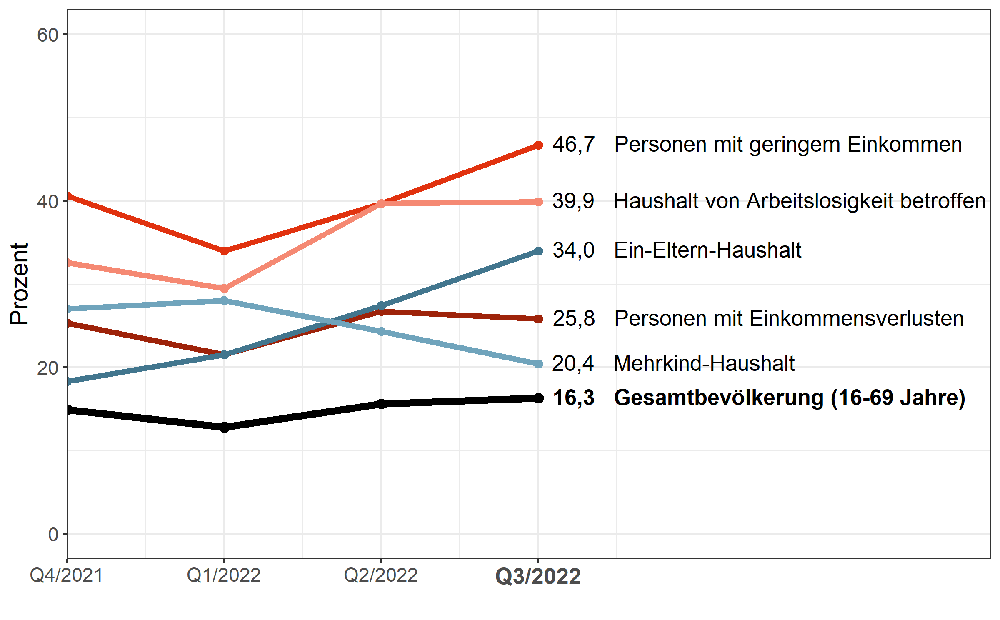 60
46,7 Personen mit geringem Einkommen
40
39,9 Haushalt von Arbeitslosigkeit betroffen
34,0 Ein-Eltern-Haushalt
Prozent
25,8 Personen mit Einkommensverlusten
20
20,4 Mehrkind-Haushalt
16,3 Gesamtbevölkerung (16-69 Jahre)
0
Q4/2021 Q1/2022 Q2/2022 Q3/2022